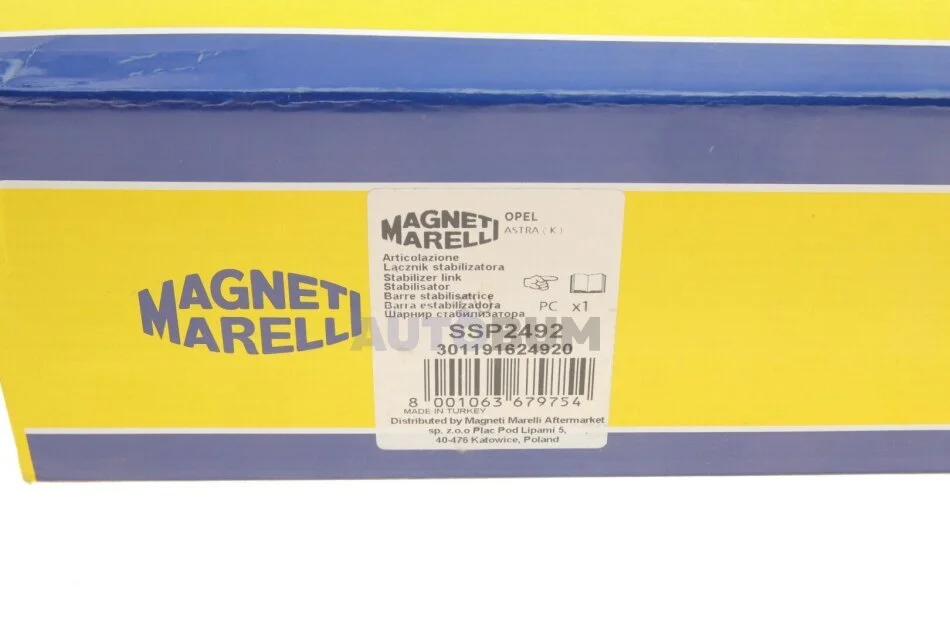 MAGNETI
MARELLI
MAGNETI
MARELLI
OPEL
ASTRA ( K )
Articolazione
Łącznik stabilizatora
Stabilizer link
Stabilisator
Barre stabilisatrice
Barra estabilizadora
Шарнир стабилизатора
PC x1
AUTOBUM
SSP2492
301191624920
8 001063 679754
MADE IN TURKEY
Distributed by Magneti Marelli Aftermarket
sp. z.o.o Plac Pod Lipami 5,
40-476 Katowice, Poland